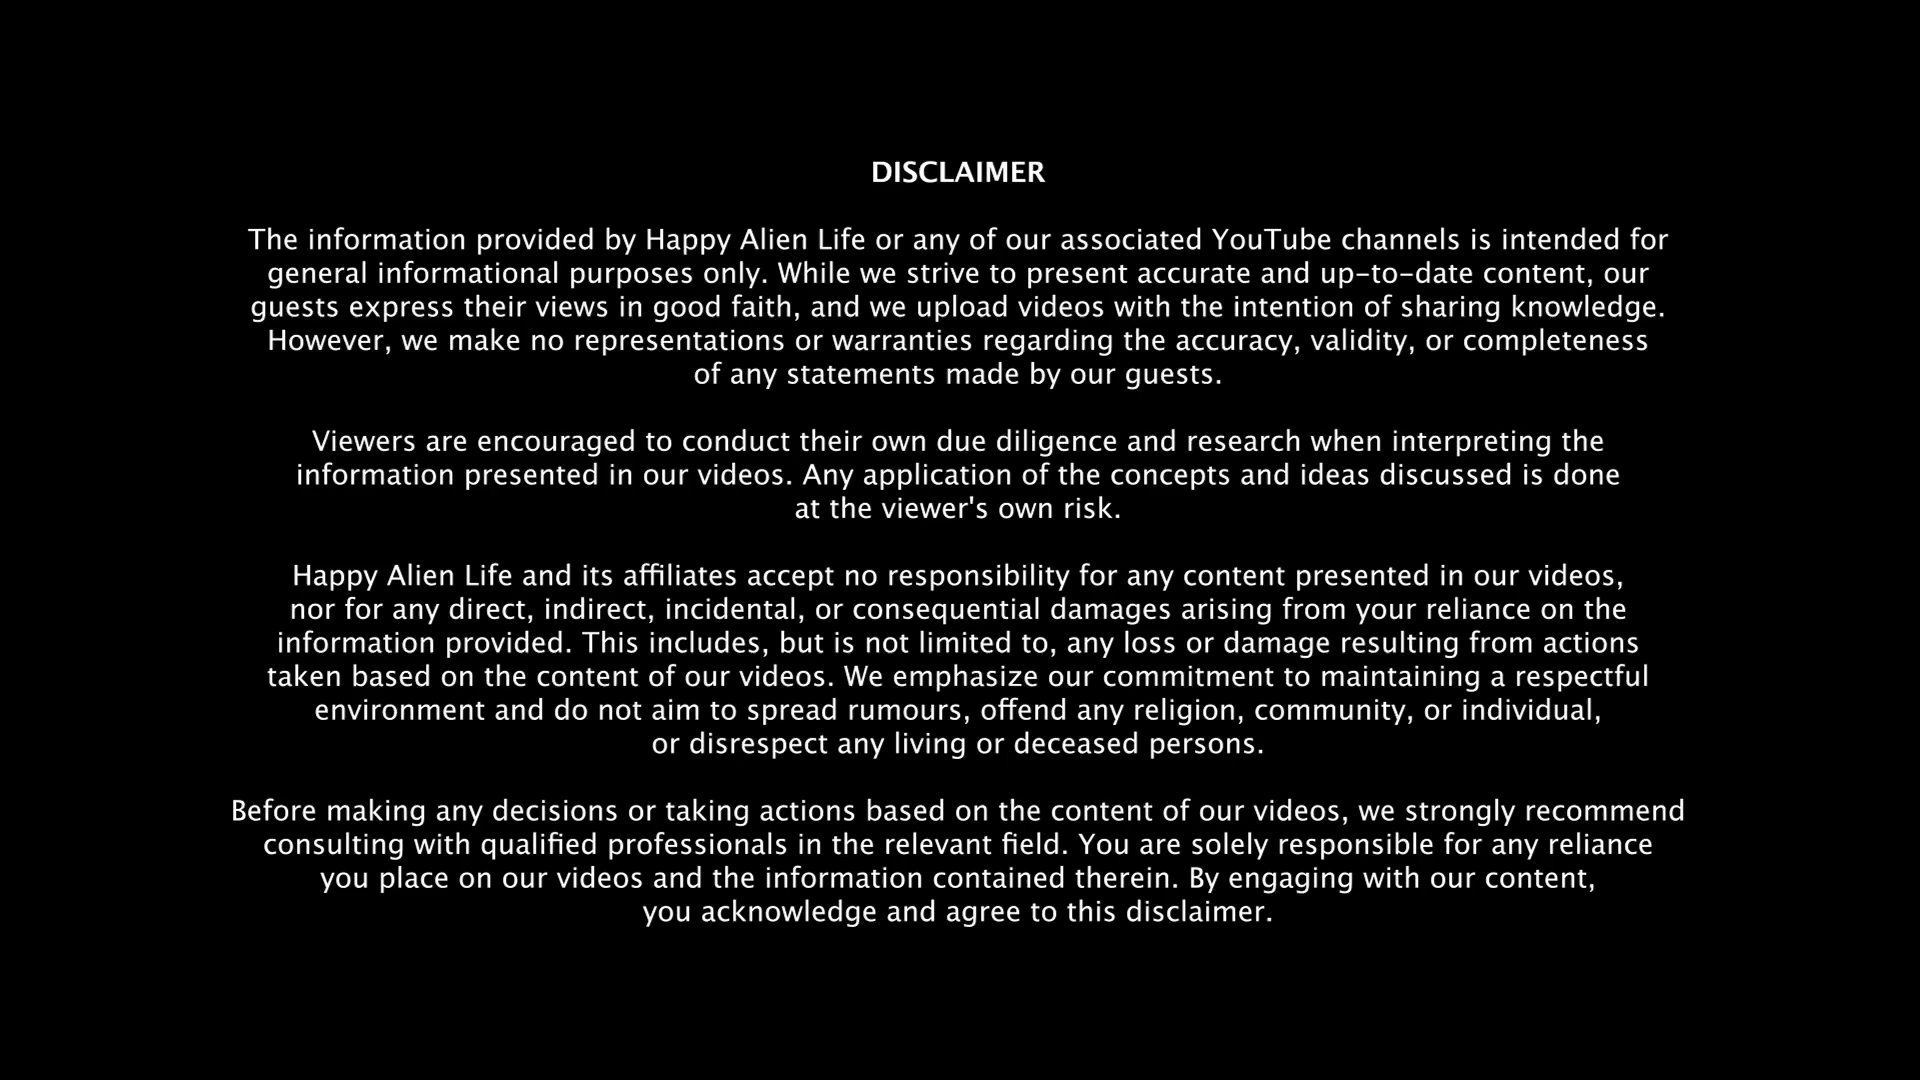 DISCLAIMER
The information provided by Happy Alien Life or any of our associated YouTube channels is intended for
general informational purposes only. While we strive to present accurate and up-to-date content, our
guests express their views in good faith, and we upload videos with the intention of sharing knowledge.
However, we make no representations or warranties regarding the accuracy, validity, or completeness
of any statements made by our guests.
Viewers are encouraged to conduct their own due diligence and research when interpreting the
information presented in our videos. Any application of the concepts and ideas discussed is done
at the viewer's own risk.
Happy Alien Life and its affiliates accept no responsibility for any content presented in our videos,
nor for any direct, indirect, incidental, or consequential damages arising from your reliance on the
information provided. This includes, but is not limited to, any loss or damage resulting from actions
taken based on the content of our videos. We emphasize our commitment to maintaining a respectful
environment and do not aim to spread rumours, offend any religion, community, or individual,
or disrespect any living or deceased persons.
Before making any decisions or taking actions based on the content of our videos, we strongly recommend
consulting with qualified professionals in the relevant field. You are solely responsible for any reliance
you place on our videos and the information contained therein. By engaging with our content,
you acknowledge and agree to this disclaimer.